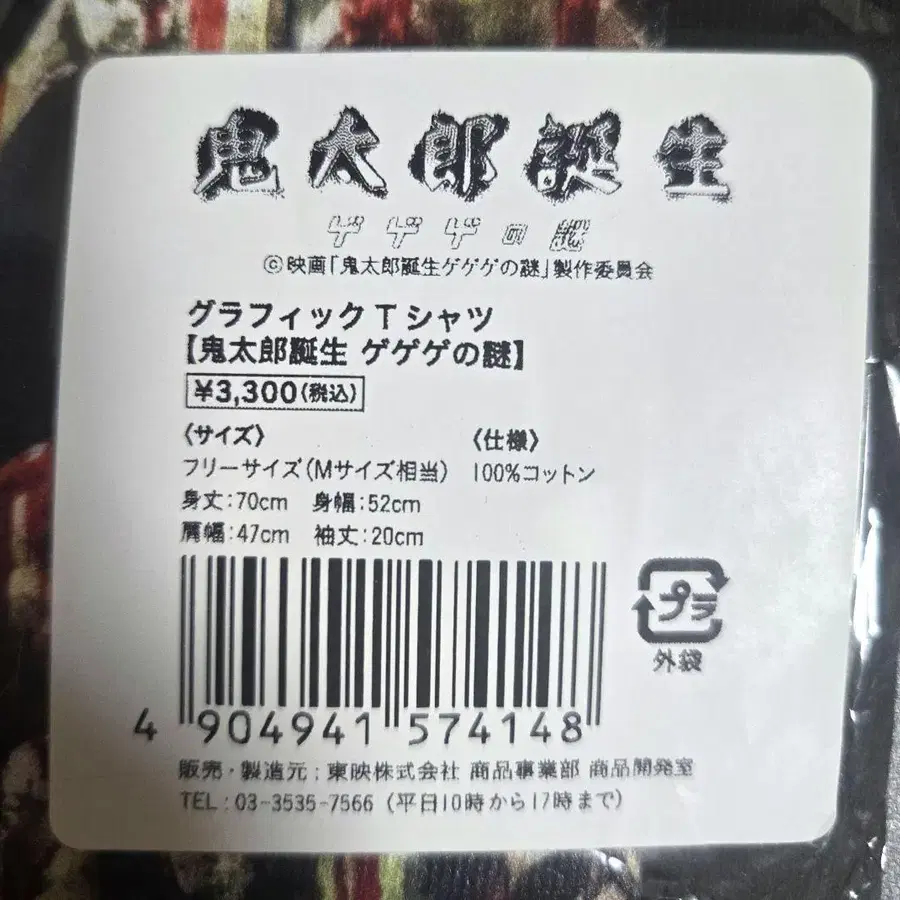 鬼太郎誕生
ゲゲゲの謎
©映画「鬼太郎誕生ゲゲゲの謎」製作委員会
グラフィックTシャツ
【鬼太郎誕生 ゲゲゲの謎】
¥3,300(税込)
〈サイズ〉 〈仕様〉
フリーサイズ(Mサイズ相当) 100%コットン
身丈:70cm 身幅:52cm
肩幅:47cm 袖丈:20cm
プラ
外袋
4 904941 574148
販売・製造元:東映株式会社 商品事業部 商品開発室
TEL:03-3535-7566(平日10時から17時まで)